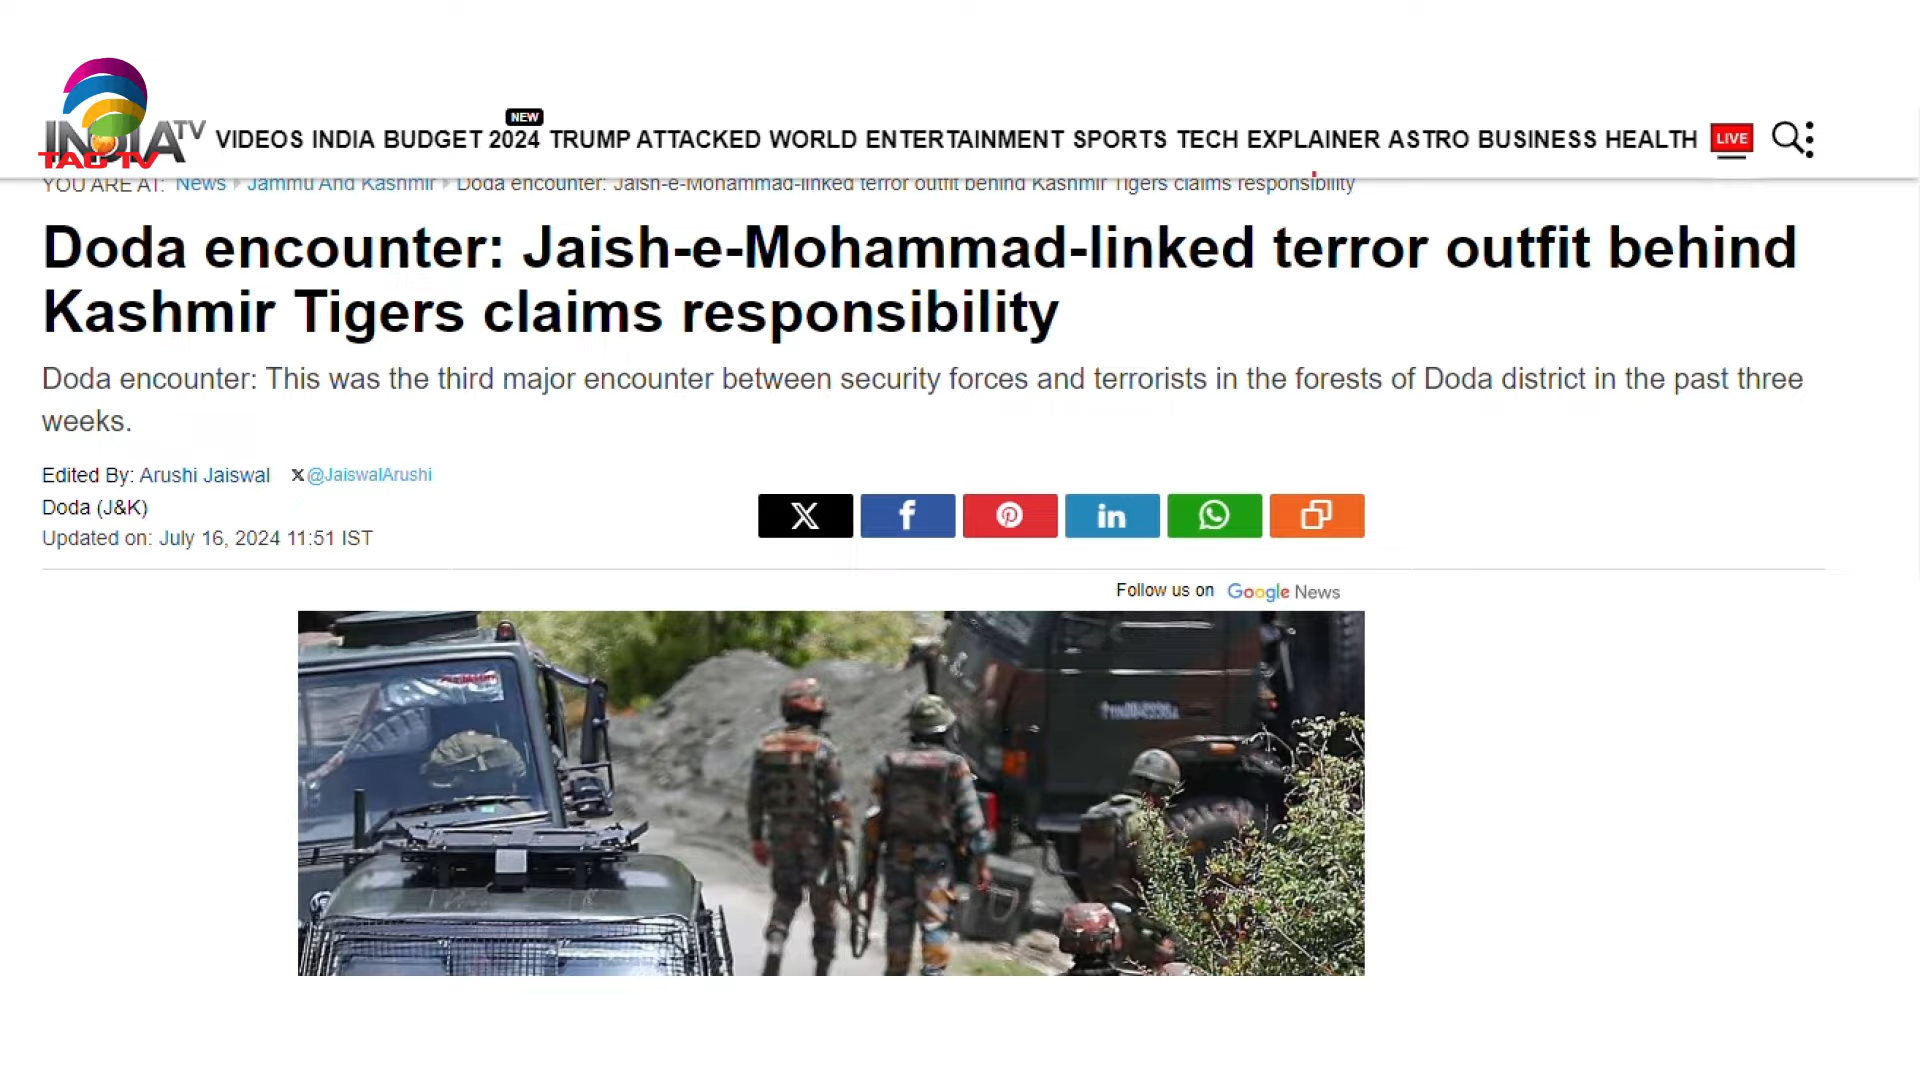 INDIA TV
TAG TV
NEW
VIDEOS INDIA BUDGET 2024 TRUMP ATTACKED WORLD ENTERTAINMENT SPORTS TECH EXPLAINER ASTRO BUSINESS HEALTH LIVE
YOU ARE AT: News Jammu And Kashmir Doda encounter: Jaish-e-Mohammad-linked terror outfit behind Kashmir Tigers claims responsibility
Doda encounter: Jaish-e-Mohammad-linked terror outfit behind
Kashmir Tigers claims responsibility
Doda encounter: This was the third major encounter between security forces and terrorists in the forests of Doda district in the past three
weeks.
Edited By: Arushi Jaiswal X @JaiswalArushi
Doda (J&K)
Updated on: July 16, 2024 11:51 IST
Follow us on Google News